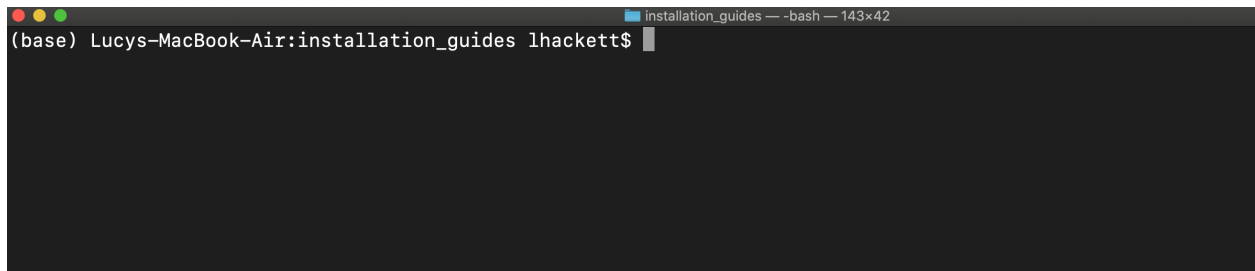 installation_guides — -bash — 143×42
(base) Lucys-MacBook-Air:installation_guides lhackett$